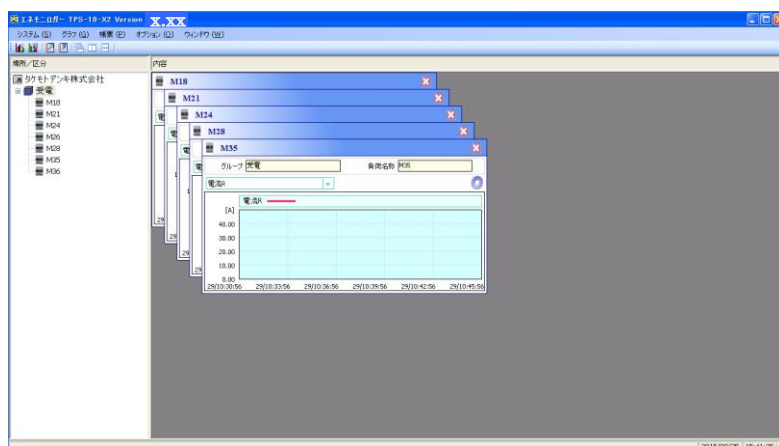 エネモニロガー TPS-10-X2 Version X.XX
システム(S) グラフ(G) 帳票(P) オプション(O) ウィンドウ(W)
場所／区分
内容
タケモトデンキ株式会社
受電
M18
M21
M24
M26
M28
M35
M36
M18
M21
M24
M28
M35
グループ 受電 負荷名称 M35
電流R
電流R
[A]
40.00
30.00
20.00
10.00
0.00
29/10:30:56 29/10:33:56 29/10:36:56 29/10:39:56 29/10:42:56 29/10:45:56